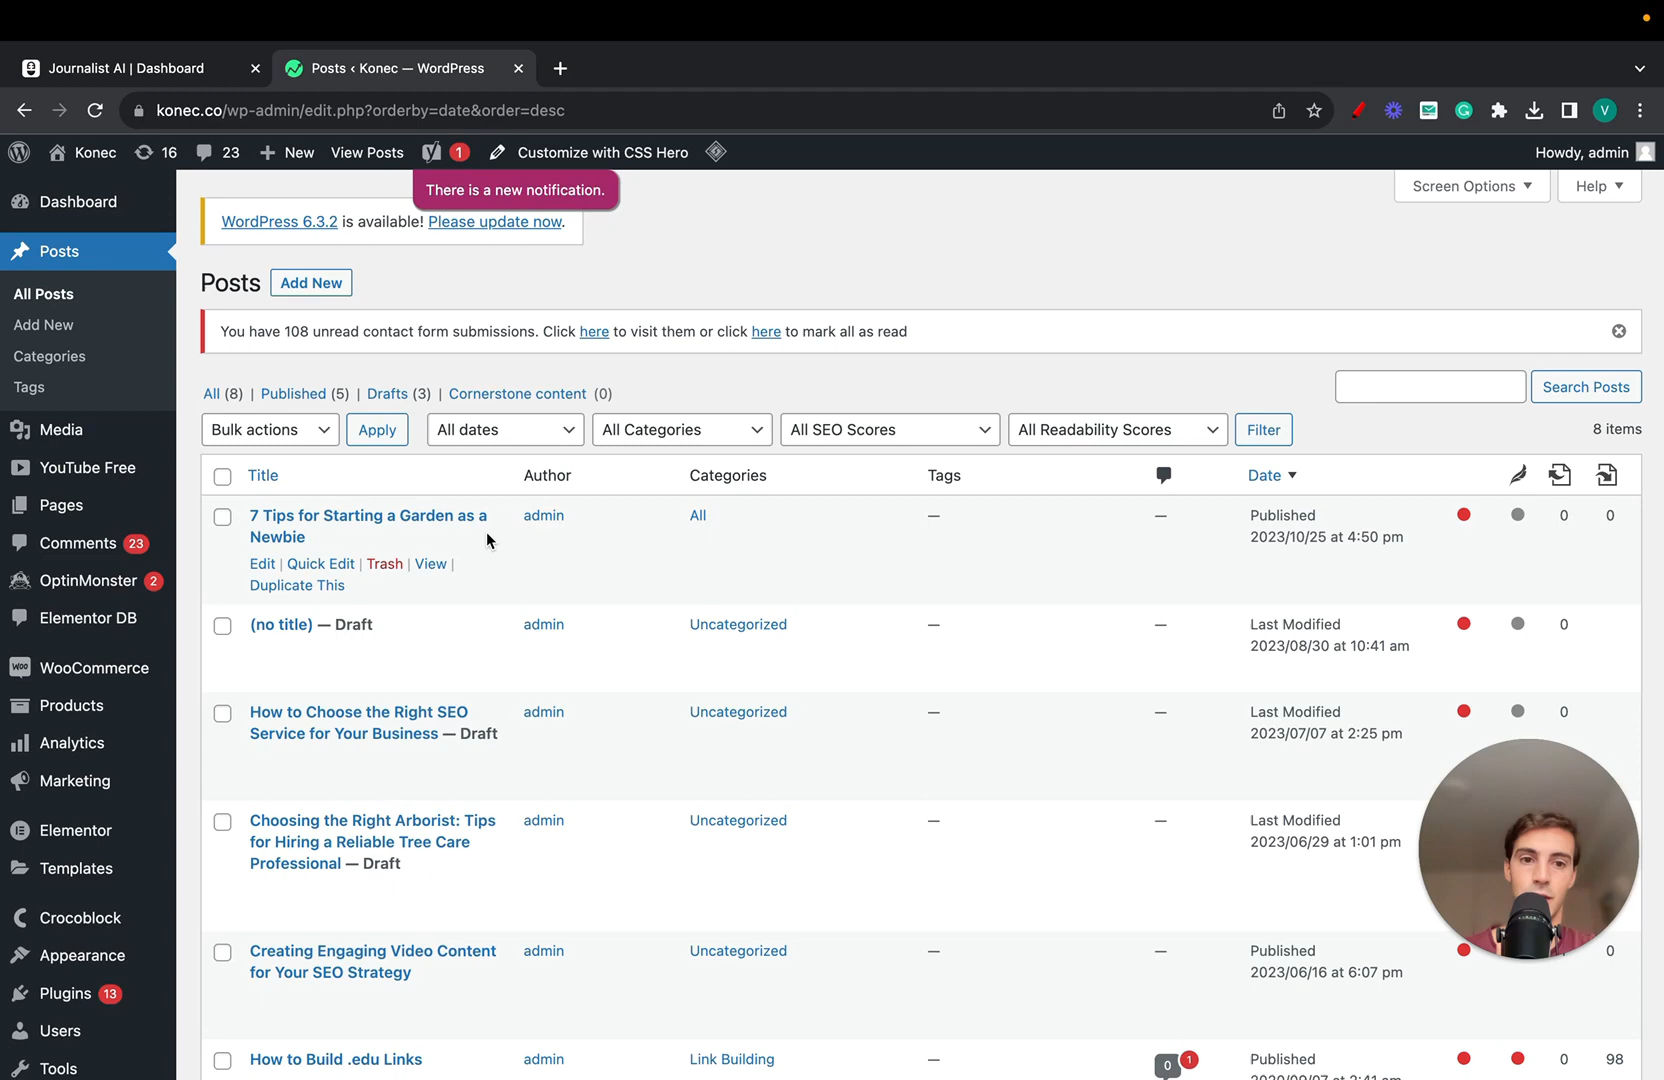 Journalist AI | Dashboard
Posts ‹ Konec — WordPress
konec.co/wp-admin/edit.php?orderby=date&order=desc
V
Konec 16 23 New View Posts 1 Customize with CSS Hero Howdy, admin
There is a new notification.
Screen Options Help
WordPress 6.3.2 is available! Please update now.
Dashboard
Posts
All Posts
Add New
Categories
Tags
Media
YouTube Free
Pages
Comments 23
OptinMonster 2
Elementor DB
WooCommerce
Products
Analytics
Marketing
Elementor
Templates
Crocoblock
Appearance
Plugins 13
Users
Tools
Posts Add New
You have 108 unread contact form submissions. Click here to visit them or click here to mark all as read
All (8) | Published (5) | Drafts (3) | Cornerstone content (0)
Search Posts
Bulk actions Apply All dates All Categories All SEO Scores All Readability Scores Filter 8 items
Title Author Categories Tags Date
7 Tips for Starting a Garden as a admin All — — Published 0 0
Newbie 2023/10/25 at 4:50 pm
Edit | Quick Edit | Trash | View |
Duplicate This
(no title) — Draft admin Uncategorized — — Last Modified 0
2023/08/30 at 10:41 am
How to Choose the Right SEO admin Uncategorized — — Last Modified 0
Service for Your Business — Draft 2023/07/07 at 2:25 pm
Choosing the Right Arborist: Tips admin Uncategorized — — Last Modified
for Hiring a Reliable Tree Care 2023/06/29 at 1:01 pm
Professional — Draft
Creating Engaging Video Content admin Uncategorized — — Published 0
for Your SEO Strategy 2023/06/16 at 6:07 pm
How to Build .edu Links admin Link Building — 0 1 Published 0 98